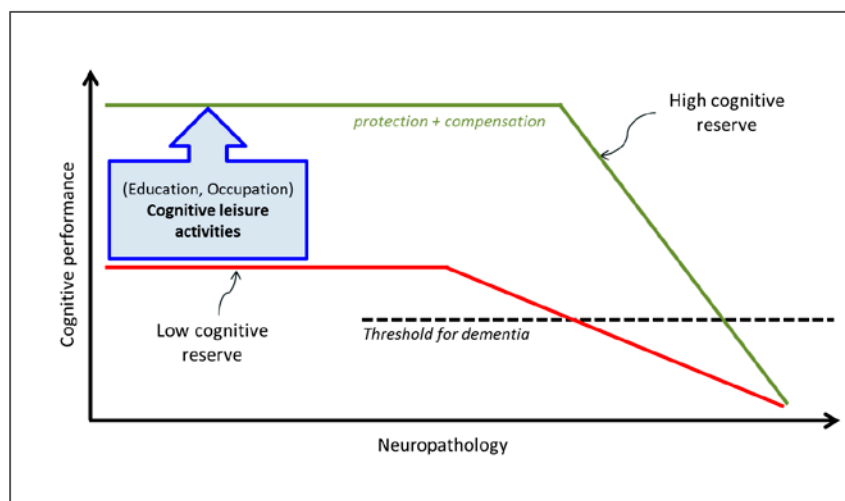 protection + compensation
High cognitive
reserve
(Education, Occupation)
Cognitive leisure
activities
Cognitive performance
Low cognitive
reserve
Threshold for dementia
Neuropathology